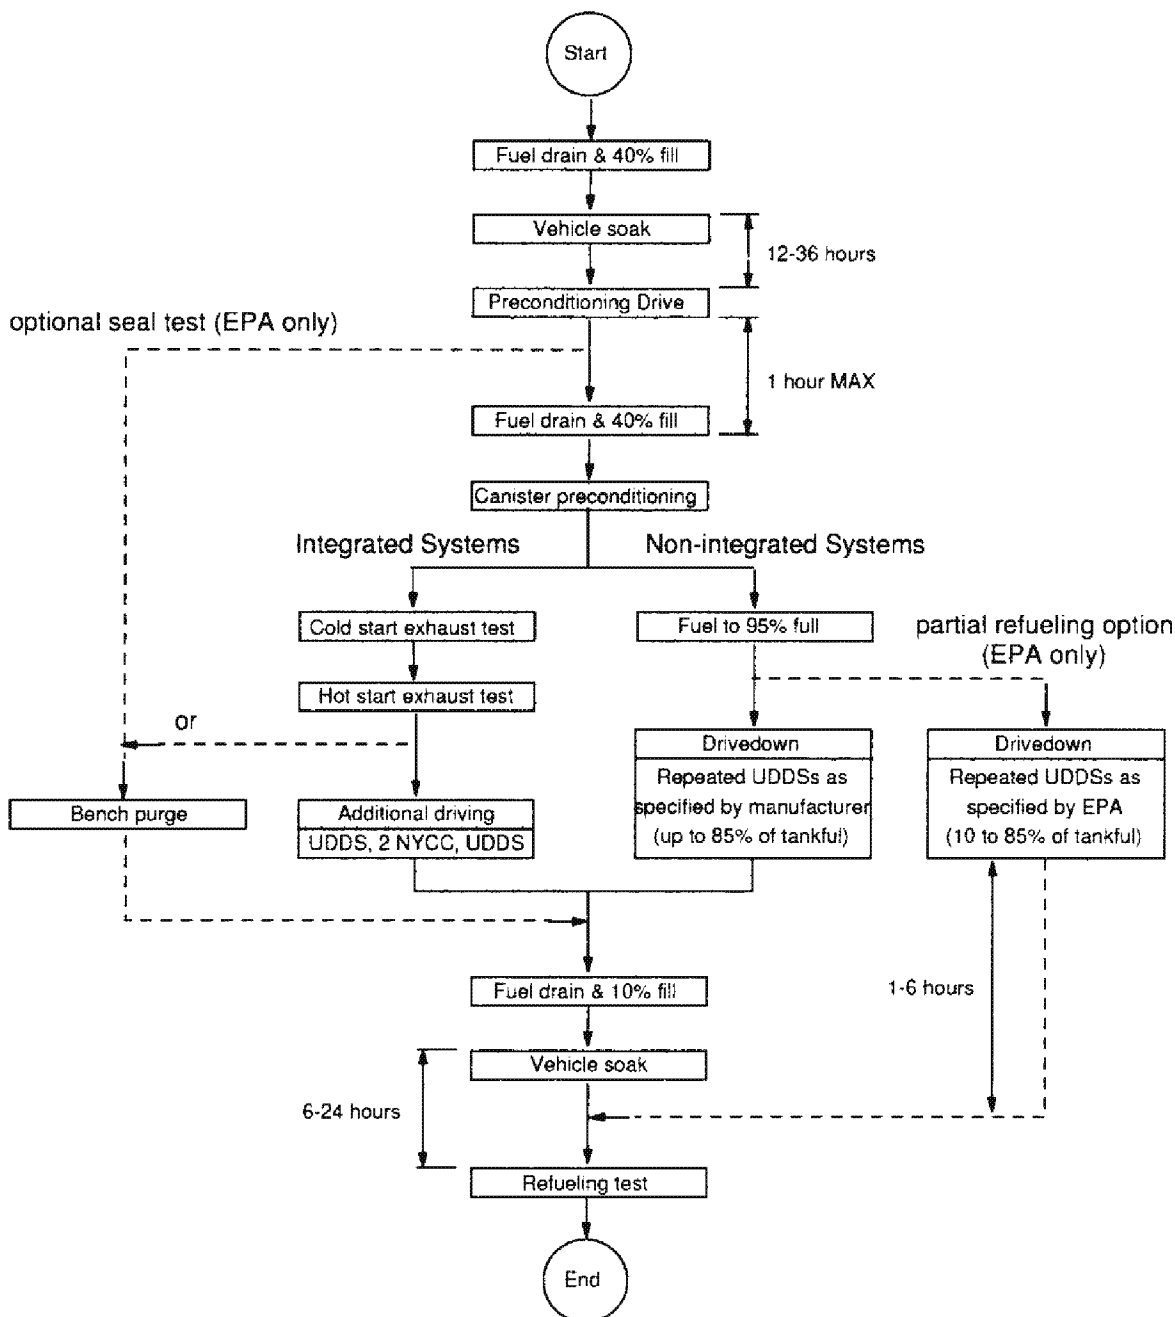 Start
Fuel drain & 40% fill
Vehicle soak
12-36 hours
Preconditioning Drive
optional seal test (EPA only)
1 hour MAX
Fuel drain & 40% fill
Canister preconditioning
Integrated Systems
Non-integrated Systems
Cold start exhaust test
Fuel to 95% full
partial refueling option
(EPA only)
Hot start exhaust test
or
Drivedown
Repeated UDDSs as
specified by manufacturer
(up to 85% of tankful)
Drivedown
Repeated UDDSs as
specified by EPA
(10 to 85% of tankful)
Bench purge
Additional driving
UDDS, 2 NYCC, UDDS
Fuel drain & 10% fill
1-6 hours
Vehicle soak
6-24 hours
Refueling test
End